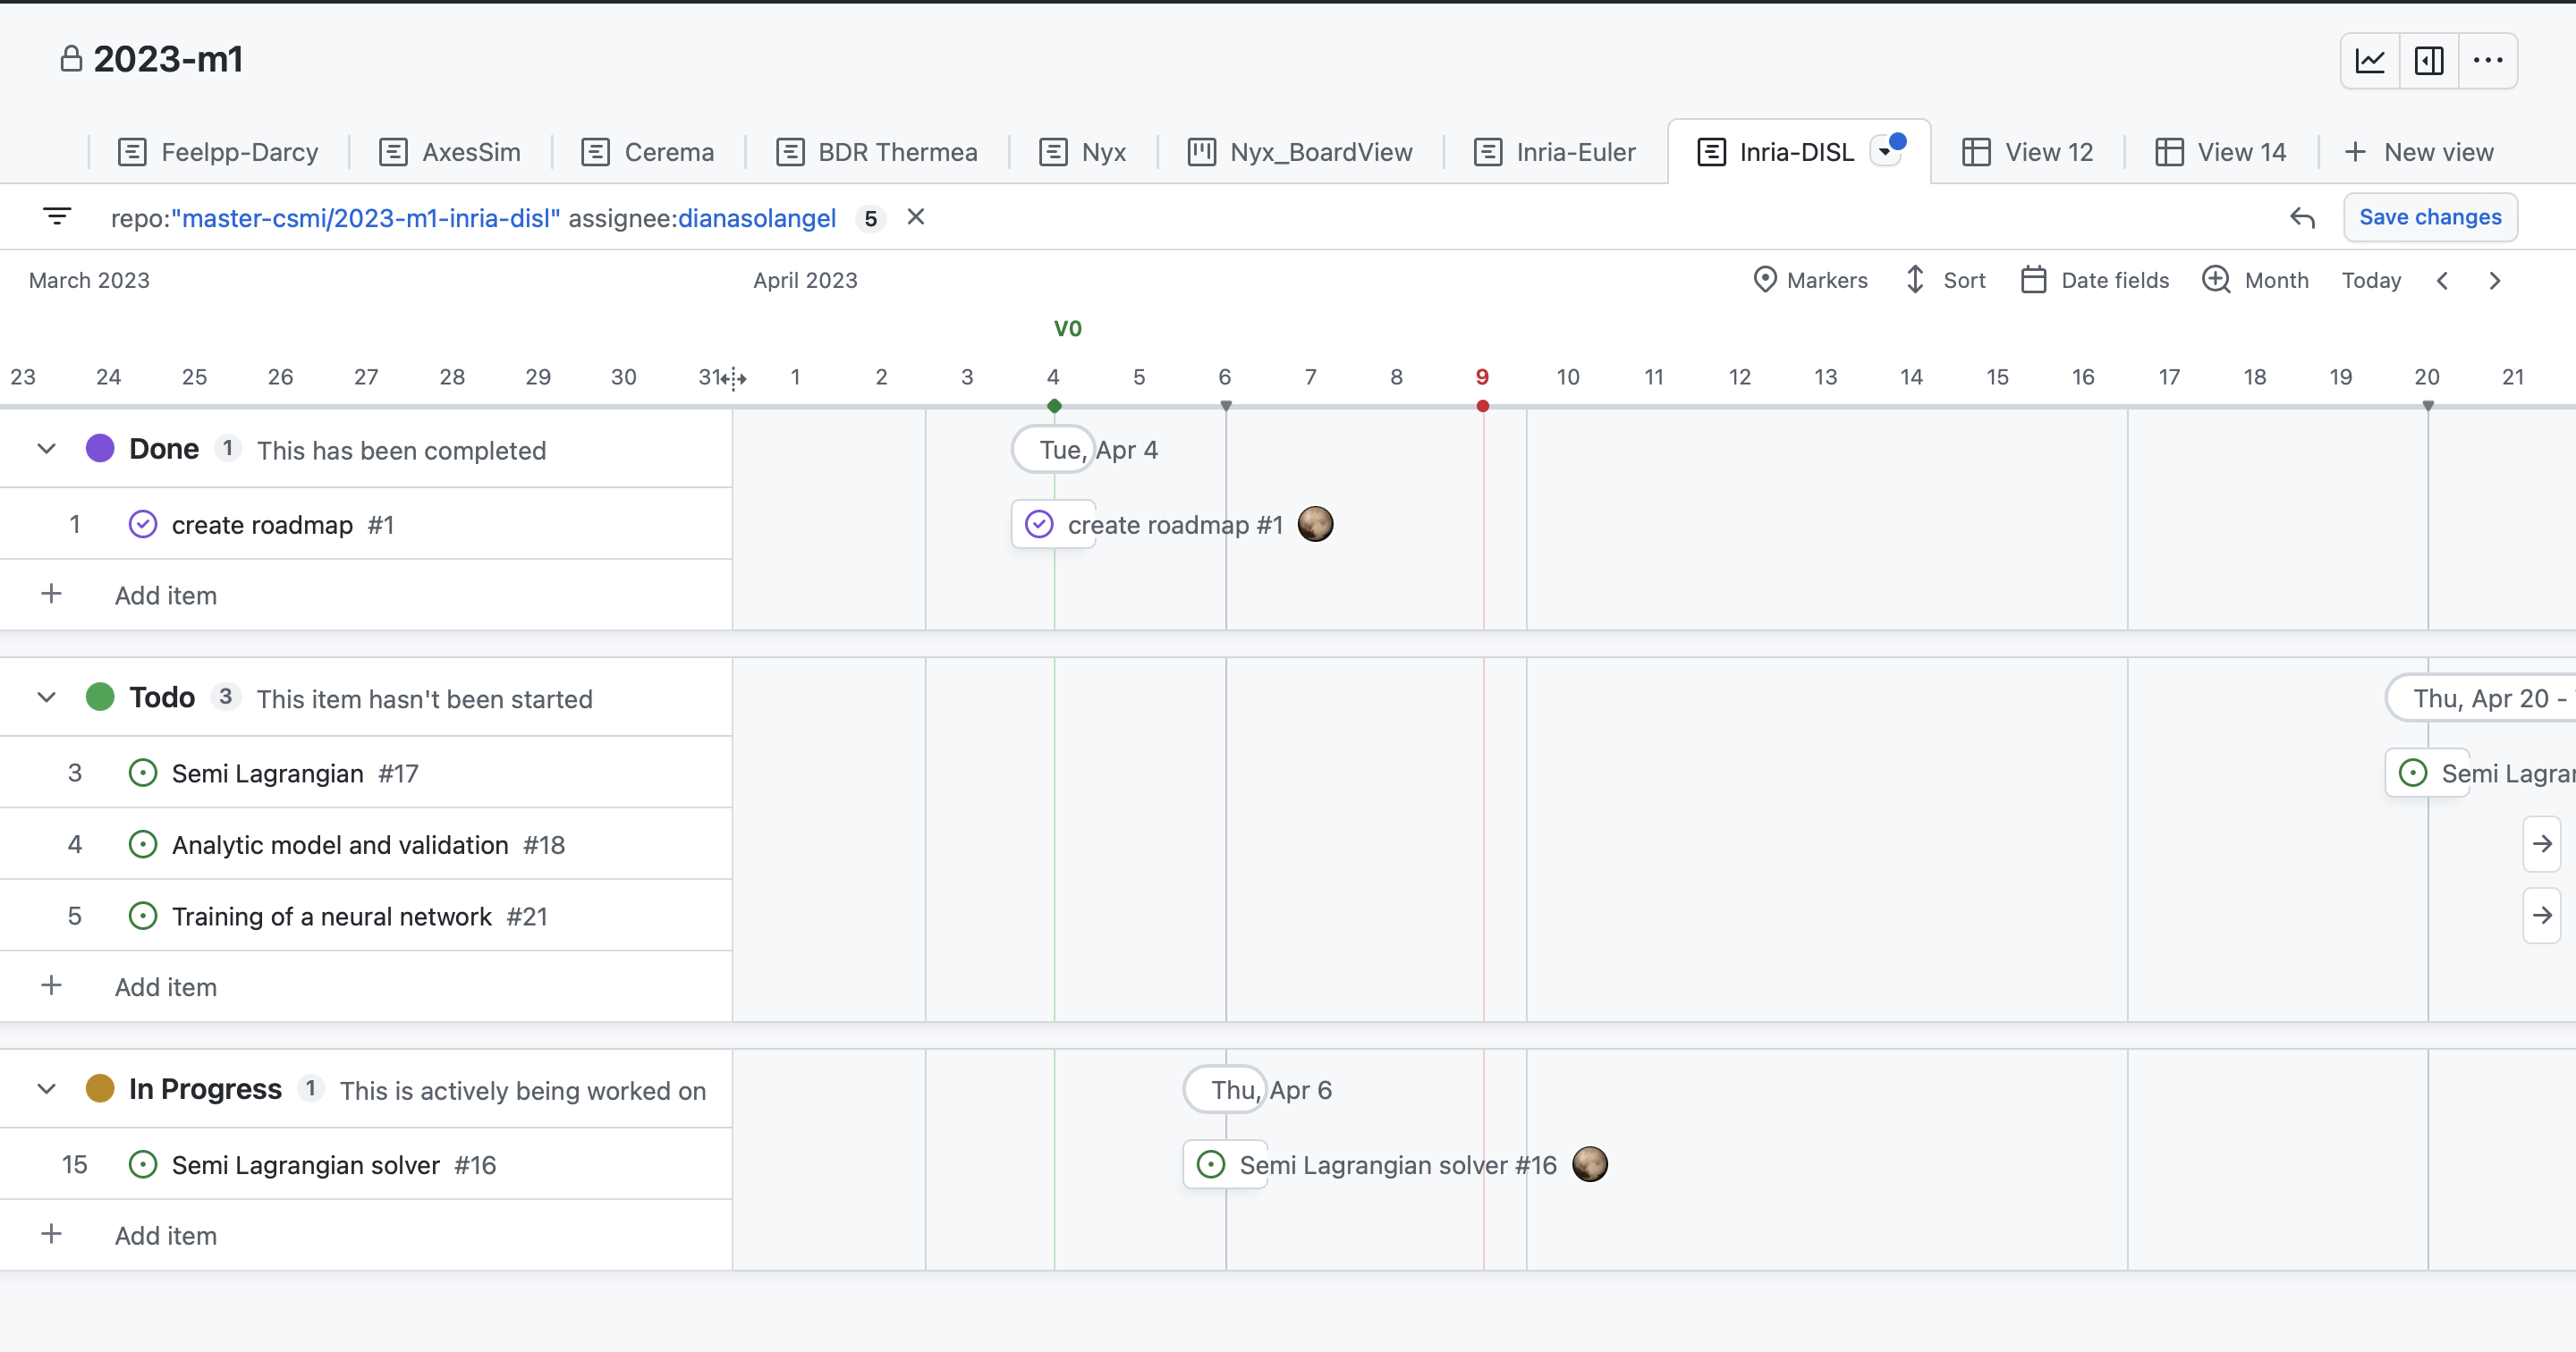 2023-m1
Feelpp-Darcy AxesSim Cerema BDR Thermea Nyx Nyx_BoardView Inria-Euler Inria-DISL View 12 View 14 New view
repo:"master-csmi/2023-m1-inria-disl" assignee:dianasolangel 5
Save changes
March 2023 April 2023 Markers Sort Date fields Month Today
V0
23 24 25 26 27 28 29 30 31 1 2 3 4 5 6 7 8 9 10 11 12 13 14 15 16 17 18 19 20 21
Done 1 This has been completed Tue, Apr 4
1 create roadmap #1 create roadmap #1
Add item
Todo 3 This item hasn't been started Thu, Apr 20 -
3 Semi Lagrangian #17 Semi Lagra
4 Analytic model and validation #18
5 Training of a neural network #21
Add item
In Progress 1 This is actively being worked on Thu, Apr 6
15 Semi Lagrangian solver #16 Semi Lagrangian solver #16
Add item